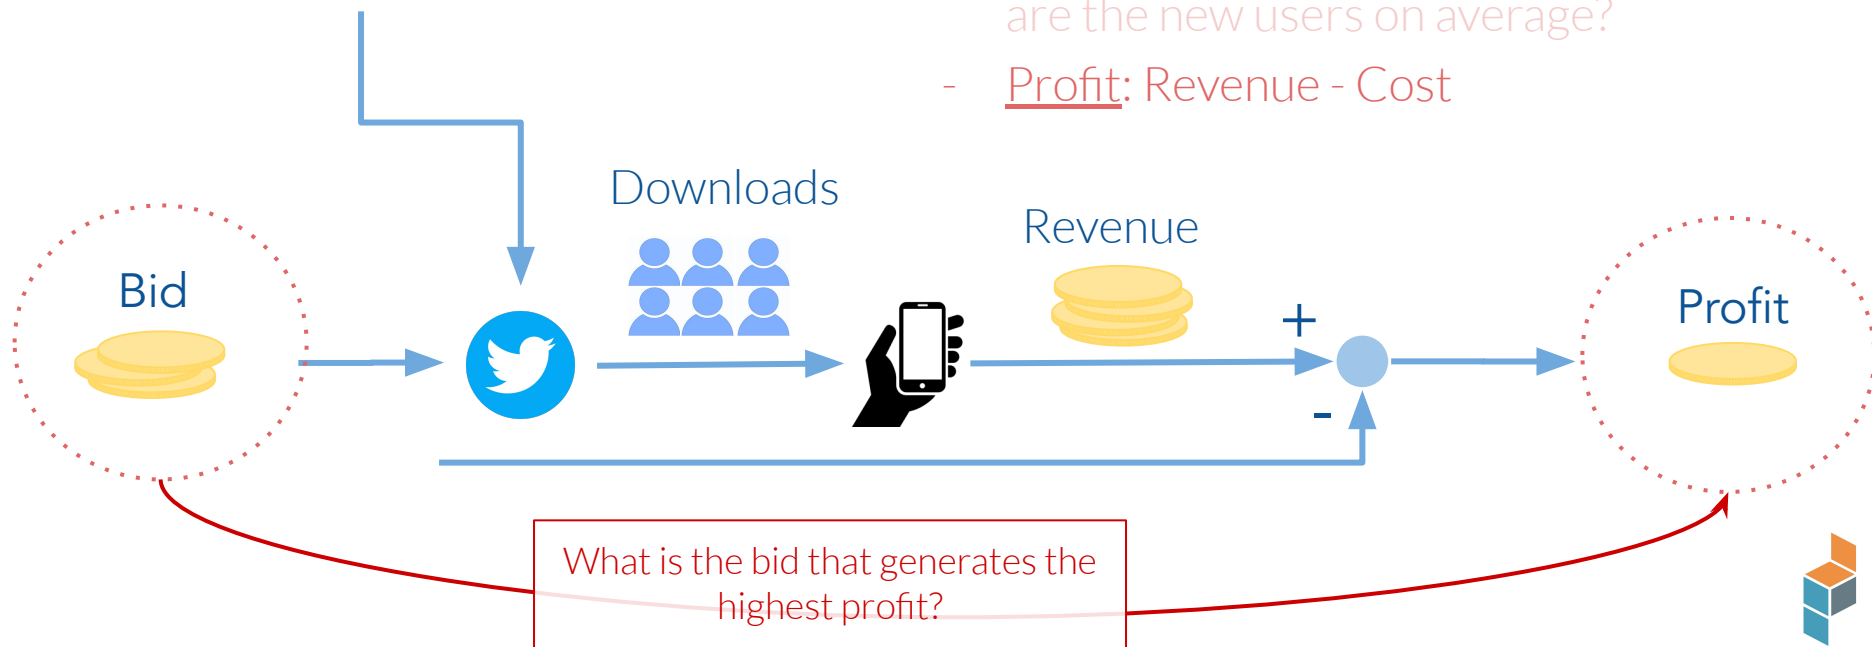 are the new users on average?
- Profit: Revenue - Cost
Downloads
Revenue
Bid
+
Profit
-
What is the bid that generates the
highest profit?